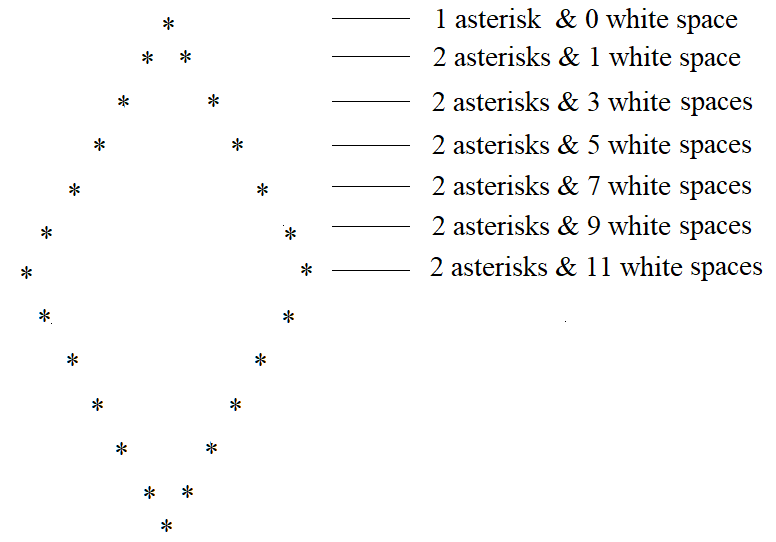 * 1 asterisk & 0 white space
* * 2 asterisks & 1 white space
* * 2 asterisks & 3 white spaces
* * 2 asterisks & 5 white spaces
* * 2 asterisks & 7 white spaces
* * 2 asterisks & 9 white spaces
* * 2 asterisks & 11 white spaces
* *
* *
* *
* *
* *
*